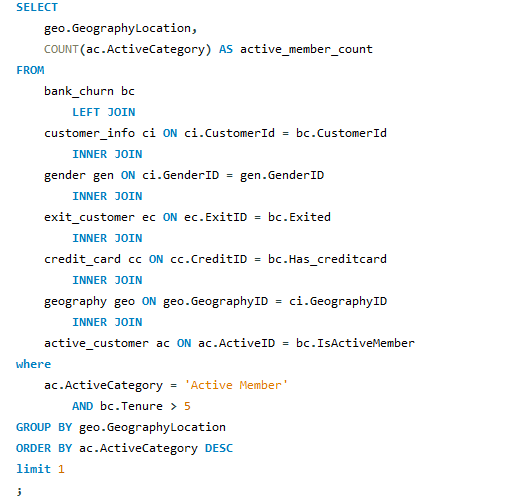 SELECT
geo.GeographyLocation,
COUNT(ac.ActiveCategory) AS active_member_count
FROM
bank_churn bc
LEFT JOIN
customer_info ci ON ci.CustomerId = bc.CustomerId
INNER JOIN
gender gen ON ci.GenderID = gen.GenderID
INNER JOIN
exit_customer ec ON ec.ExitID = bc.Exited
INNER JOIN
credit_card cc ON cc.CreditID = bc.Has_creditcard
INNER JOIN
geography geo ON geo.GeographyID = ci.GeographyID
INNER JOIN
active_customer ac ON ac.ActiveID = bc.IsActiveMember
where
ac.ActiveCategory = 'Active Member'
AND bc.Tenure > 5
GROUP BY geo.GeographyLocation
ORDER BY ac.ActiveCategory DESC
limit 1
;